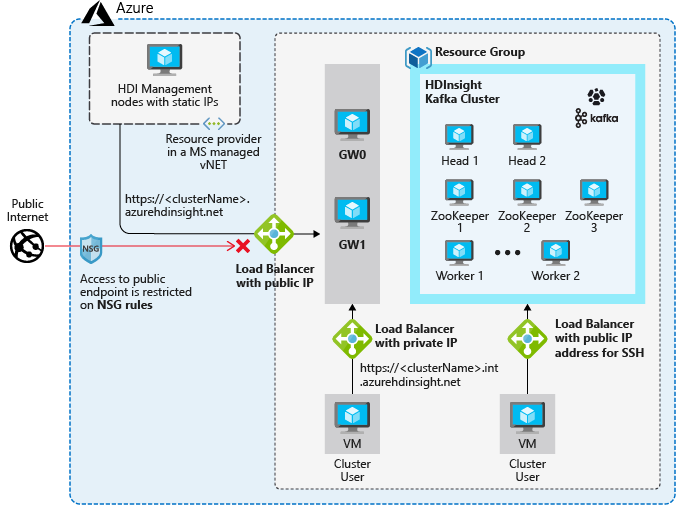 Azure
HDI Management
nodes with static IPs
Resource provider
in a MS managed
vNET
https://<clusterName>.
azurehdinsight.net
Public
Internet
NSG
Access to public
endpoint is restricted
on NSG rules
Load Balancer
with public IP
GW0
GW1
Resource Group
HDInsight
Kafka Cluster
kafka
Head 1
Head 2
ZooKeeper
1
ZooKeeper
2
ZooKeeper
3
Worker 1
Worker 2
Load Balancer
with private IP
https://<clusterName>.int
.azurehdinsight.net
VM
Cluster
User
Load Balancer
with public IP
address for SSH
VM
Cluster
User